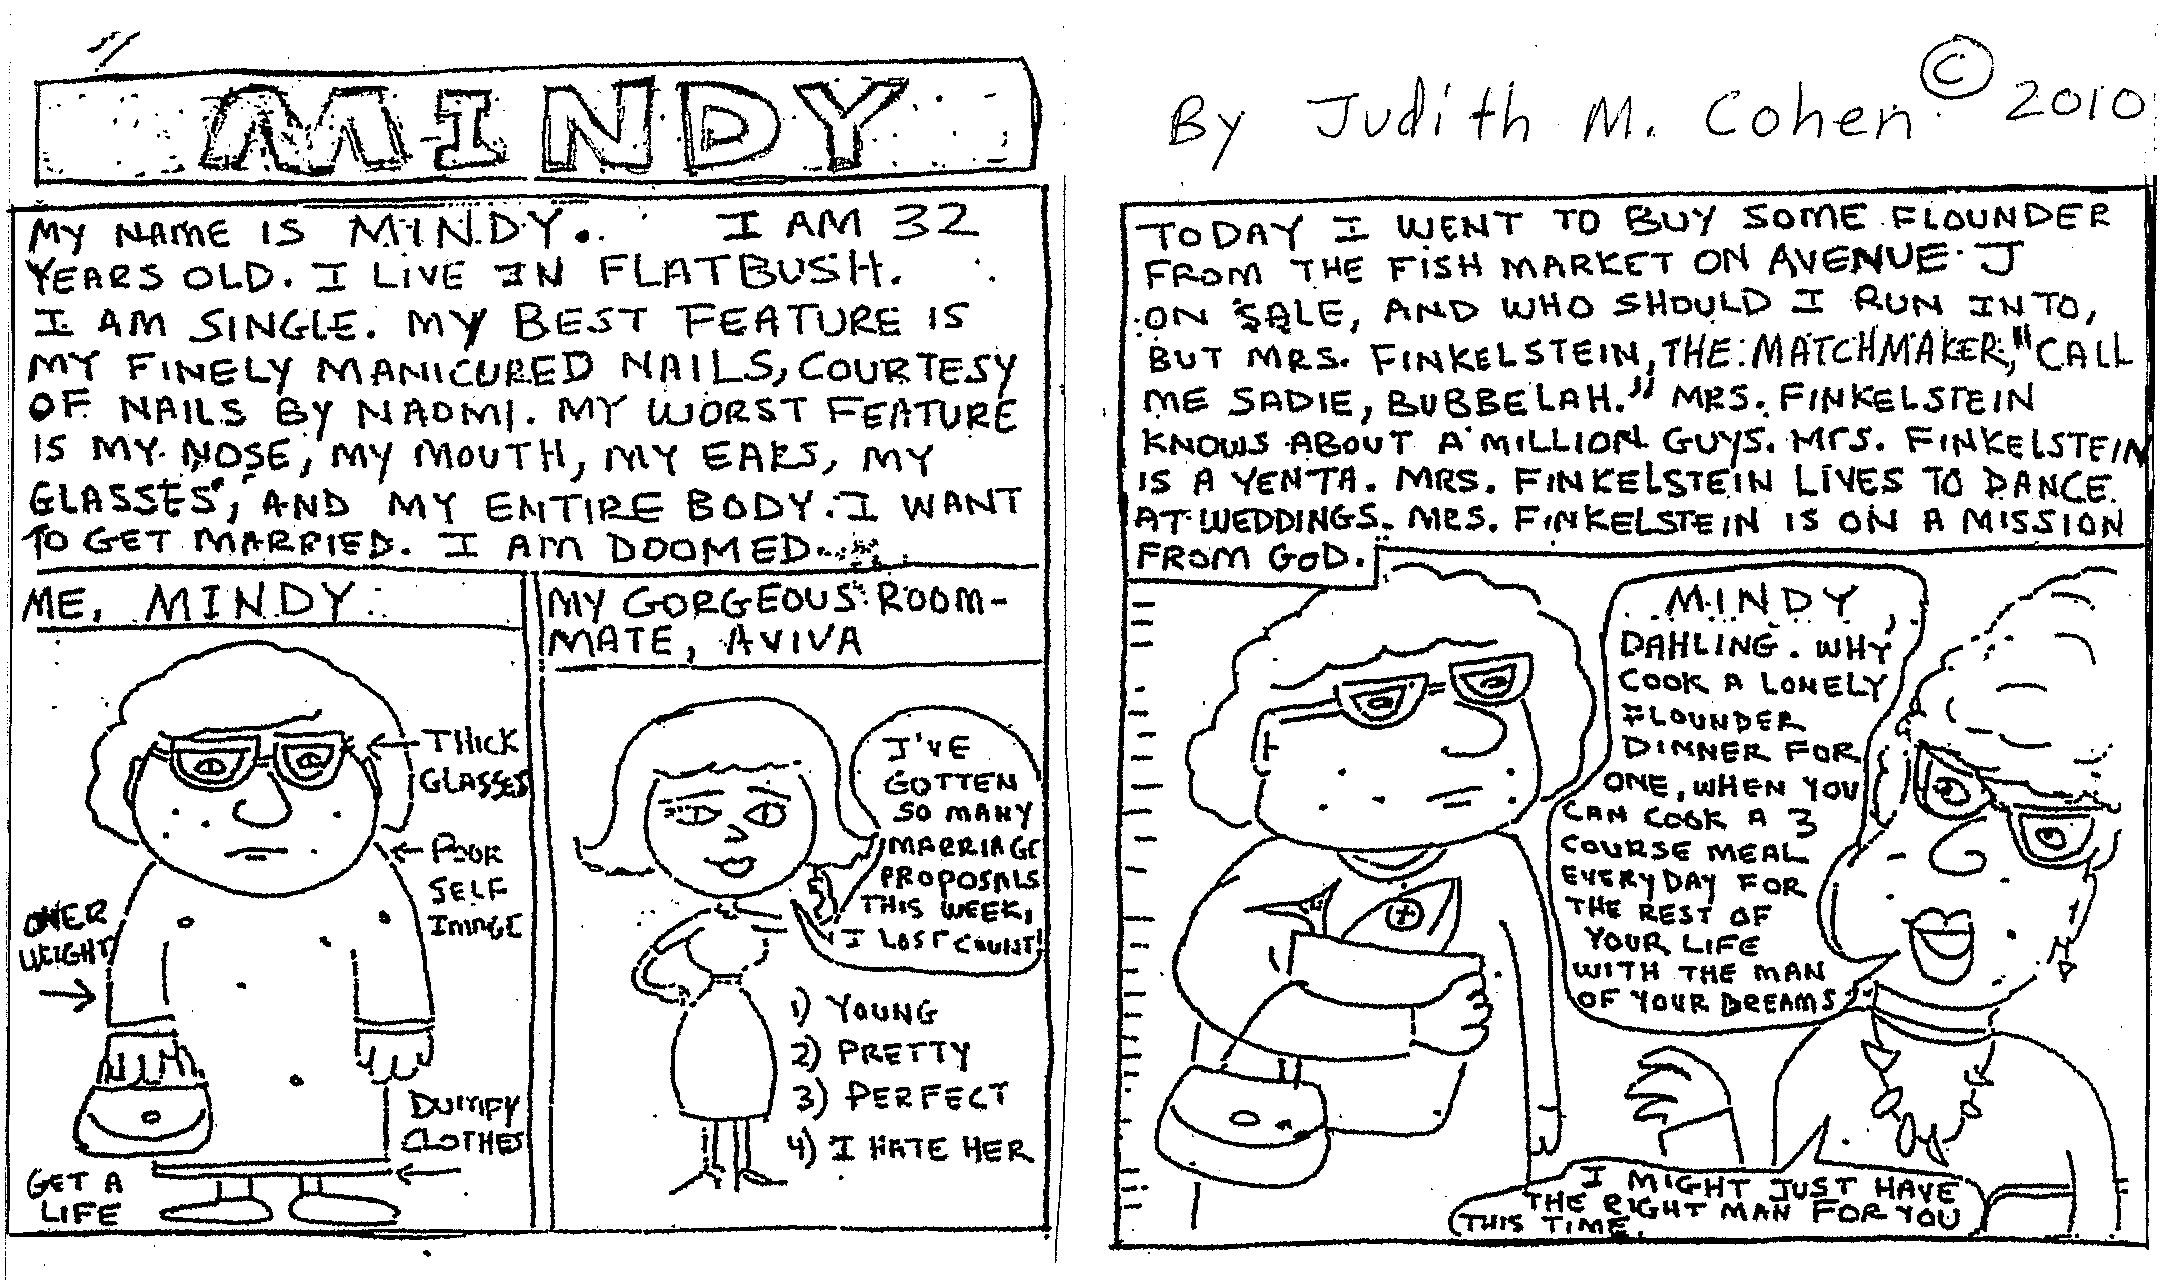 MINDY
By Judith M. Cohen © 2010
MY NAME IS MINDY. I AM 32
YEARS OLD. I LIVE IN FLATBUSH.
I AM SINGLE. MY BEST FEATURE IS
MY FINELY MANICURED NAILS, COURTESY
OF NAILS BY NAOMI. MY WORST FEATURE
IS MY NOSE, MY MOUTH, MY EARS, MY
GLASSES, AND MY ENTIRE BODY. I WANT
TO GET MARRIED. I AM DOOMED...
ME, MINDY
THICK
GLASSES
POOR
SELF
IMAGE
OVER
WEIGHT
DUMPY
CLOTHES
GET A
LIFE
MY GORGEOUS ROOM-
MATE, AVIVA
I'VE
GOTTEN
SO MANY
MARRIAGE
PROPOSALS
THIS WEEK,
I LOST COUNT!
1) YOUNG
2) PRETTY
3) PERFECT
4) I HATE HER
TODAY I WENT TO BUY SOME FLOUNDER
FROM THE FISH MARKET ON AVENUE J
ON SALE, AND WHO SHOULD I RUN INTO,
BUT MRS. FINKELSTEIN, THE MATCHMAKER, "CALL
ME SADIE, BUBBELAH." MRS. FINKELSTEIN
KNOWS ABOUT A MILLION GUYS. MrS. FINKELSTEIN
IS A YENTA. MRS. FINKELSTEIN LIVES TO DANCE
AT WEDDINGS. MRS. FINKELSTEIN IS ON A MISSION
FROM GOD.
MINDY
DAHLING. WHY
COOK A LONELY
FLOUNDER
DINNER FOR
ONE, WHEN YOU
CAN COOK A 3
COURSE MEAL
EVERYDAY FOR
THE REST OF
YOUR LIFE
WITH THE MAN
OF YOUR DREAMS
I MIGHT JUST HAVE
THE RIGHT MAN FOR YOU
THIS TIME.